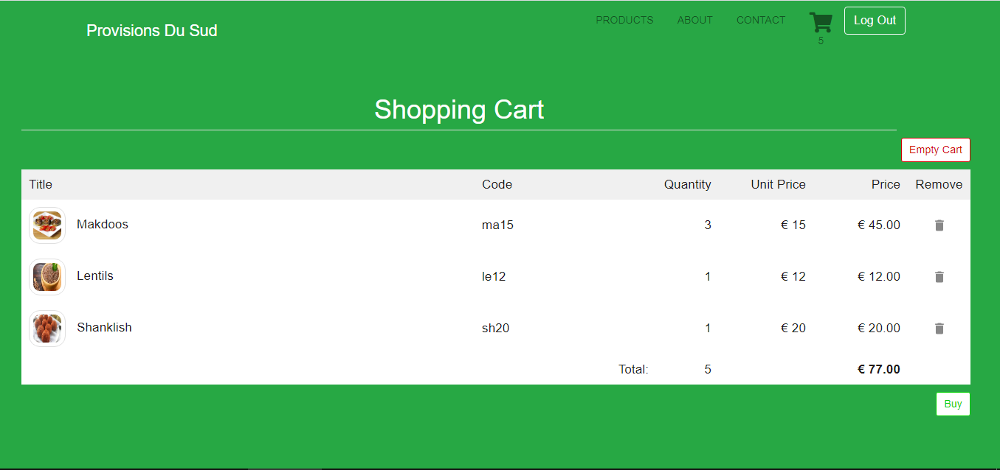 Provisions Du Sud PRODUCTS ABOUT CONTACT Log Out
5
Shopping Cart
Empty Cart
Title Code Quantity Unit Price Price Remove
Makdoos ma15 3 € 15 € 45.00
Lentils le12 1 € 12 € 12.00
Shanklish sh20 1 € 20 € 20.00
Total: 5 € 77.00
Buy